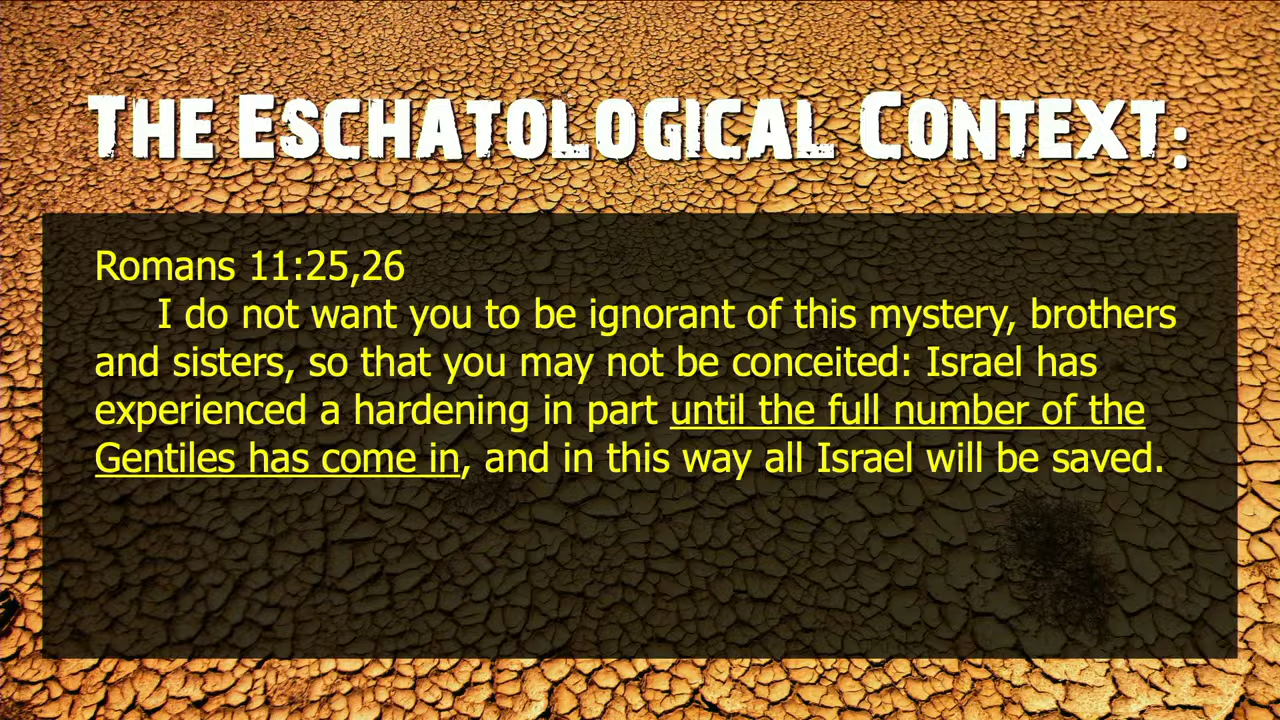 THE ESCHATOLOGICAL CONTEXT:
Romans 11:25,26
I do not want you to be ignorant of this mystery, brothers
and sisters, so that you may not be conceited: Israel has
experienced a hardening in part until the full number of the
Gentiles has come in, and in this way all Israel will be saved.